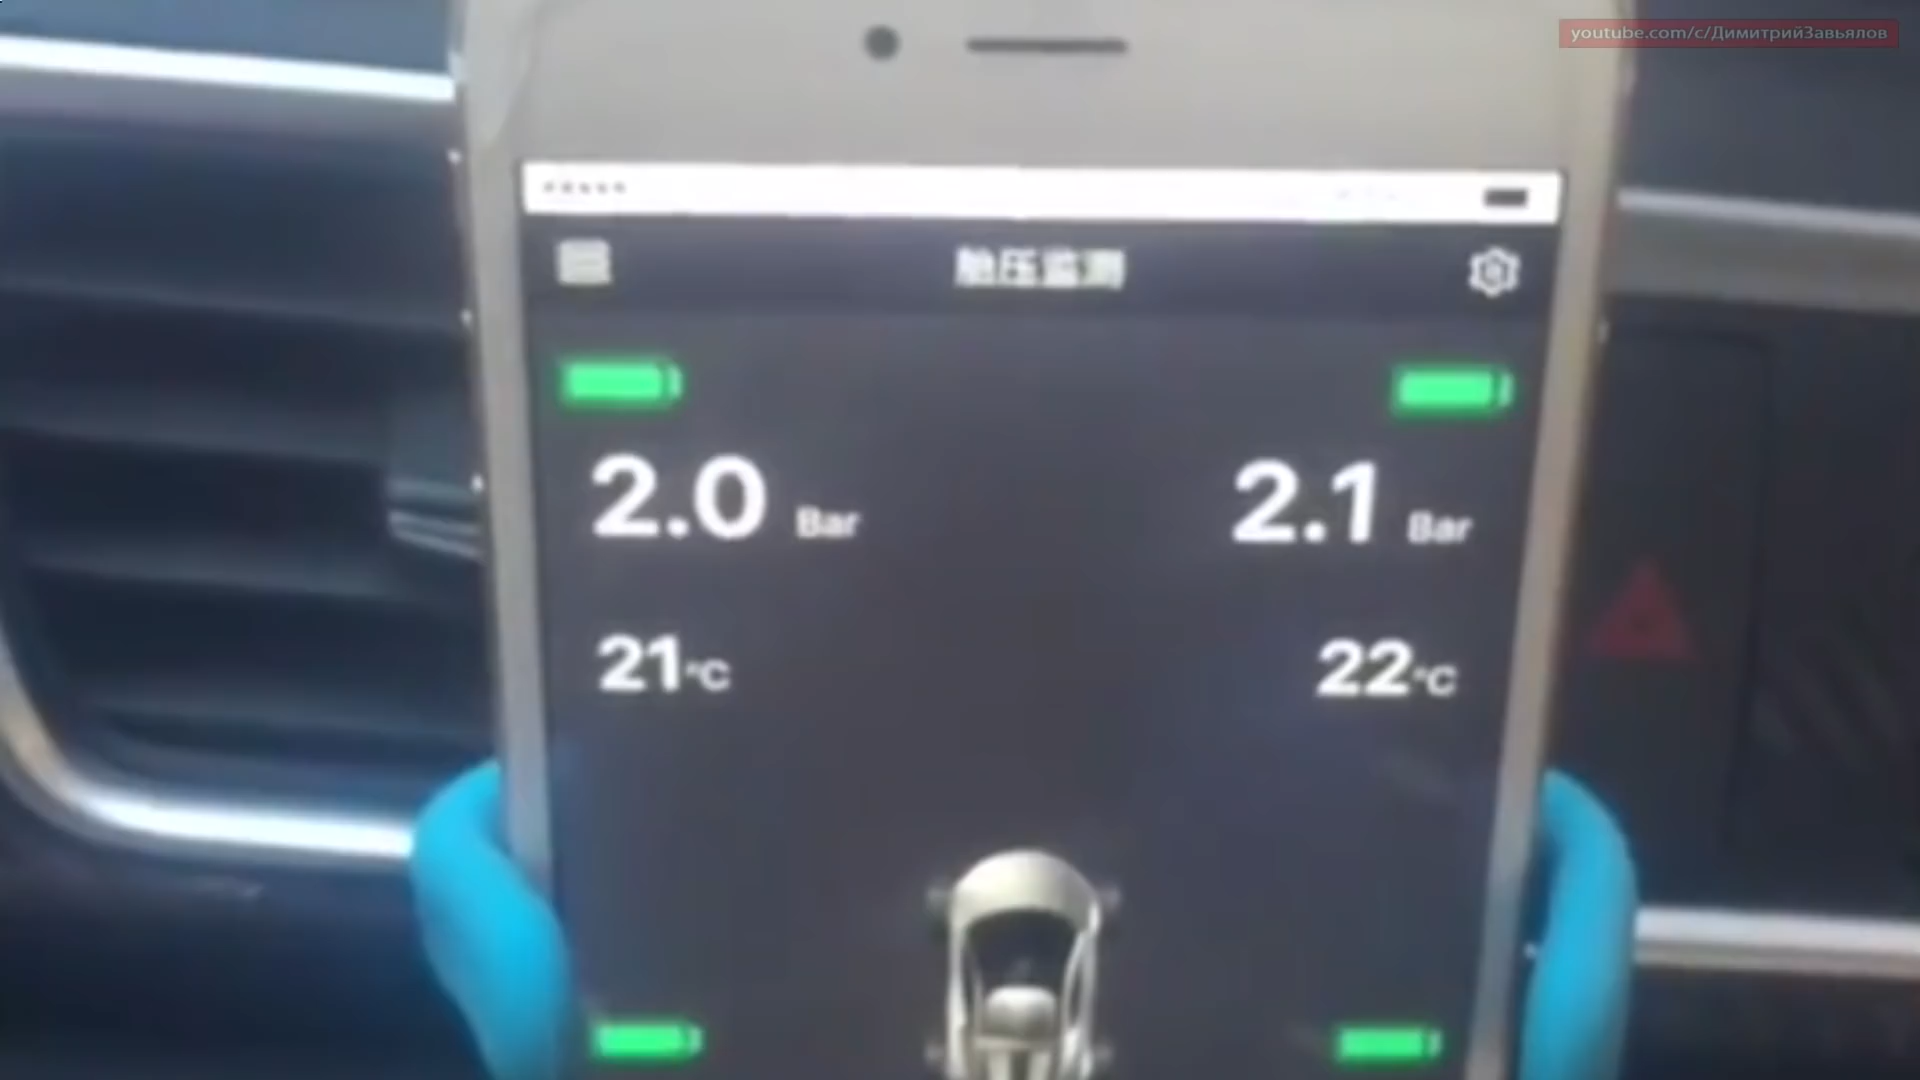 youtube.com/c/ДимитрийЗавьялов
胎压监测
2.0 Bar
2.1 Bar
21°C
22°C